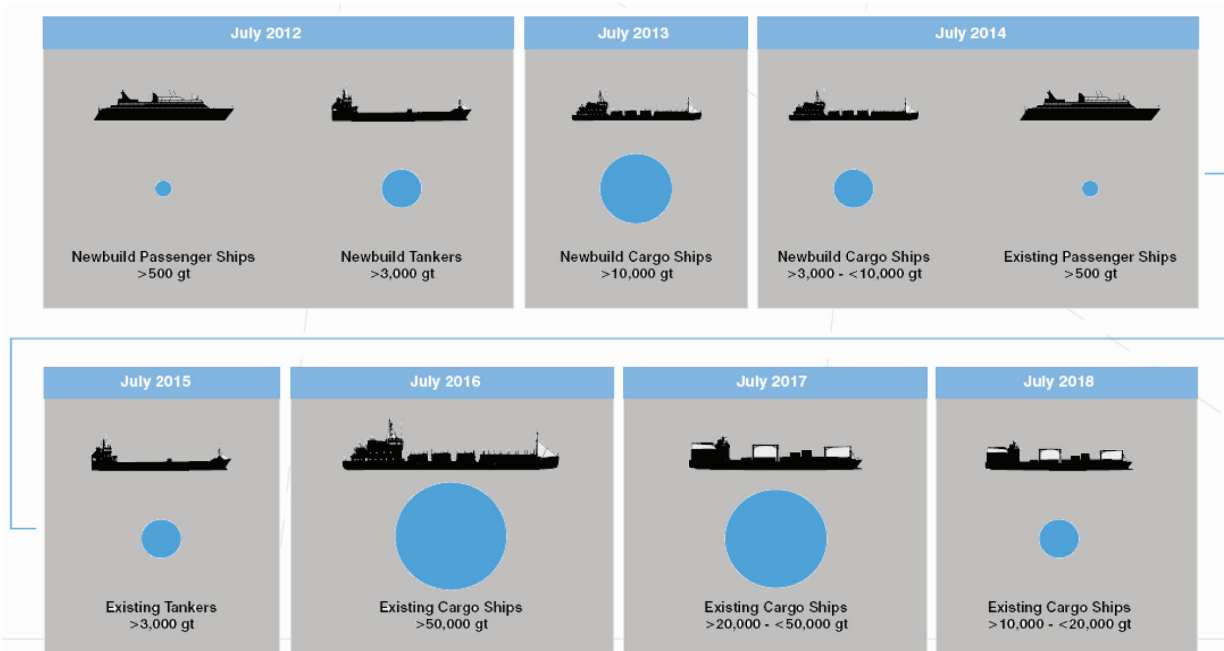 July 2012
July 2013
July 2014
Newbuild Passenger Ships
>500 gt
Newbuild Tankers
>3,000 gt
Newbuild Cargo Ships
>10,000 gt
Newbuild Cargo Ships
>3,000 - <10,000 gt
Existing Passenger Ships
>500 gt
July 2015
July 2016
July 2017
July 2018
Existing Tankers
>3,000 gt
Existing Cargo Ships
>50,000 gt
Existing Cargo Ships
>20,000 - <50,000 gt
Existing Cargo Ships
>10,000 - <20,000 gt